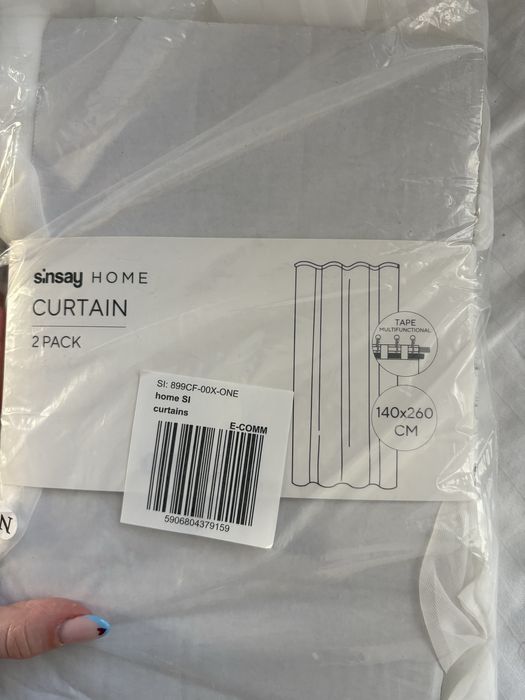 sinsay HOME
CURTAIN
2 PACK
TAPE
MULTIFUNCTIONAL
140x260
CM
SI: 899CF-00X-ONE
home SI
curtains
E-COMM
5906804379159
N